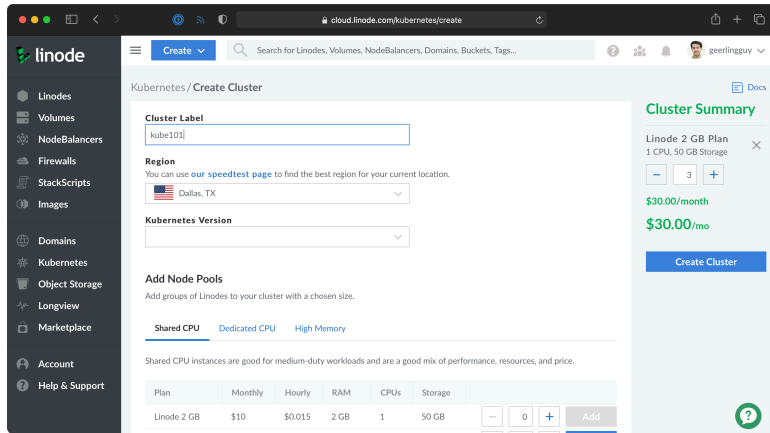 cloud.linode.com/kubernetes/create
linode
Create
Search for Linodes, Volumes, NodeBalancers, Domains, Buckets, Tags...
geerlingguy
Linodes
Volumes
NodeBalancers
Firewalls
StackScripts
Images
Domains
Kubernetes
Object Storage
Longview
Marketplace
Account
Help & Support
Kubernetes / Create Cluster
Docs
Cluster Label
kube101
Region
You can use our speedtest page to find the best region for your current location.
Dallas, TX
Kubernetes Version
Add Node Pools
Add groups of Linodes to your cluster with a chosen size.
Shared CPU Dedicated CPU High Memory
Shared CPU instances are good for medium-duty workloads and are a good mix of performance, resources, and price.
Plan Monthly Hourly RAM CPUs Storage
Linode 2 GB $10 $0.015 2 GB 1 50 GB − 0 + Add
Cluster Summary
Linode 2 GB Plan
1 CPU, 50 GB Storage
− 3 +
$30.00/month
$30.00/mo
Create Cluster